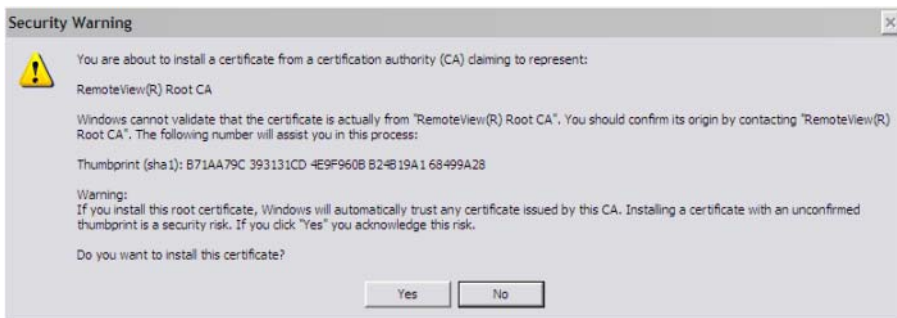 Security Warning
You are about to install a certificate from a certification authority (CA) claiming to represent:
RemoteView(R) Root CA
Windows cannot validate that the certificate is actually from "RemoteView(R) Root CA". You should confirm its origin by contacting "RemoteView(R)
Root CA". The following number will assist you in this process:
Thumbprint (sha1): B71AA79C 393131CD 4E9F960B B24B19A1 68499A28
Warning:
If you install this root certificate, Windows will automatically trust any certificate issued by this CA. Installing a certificate with an unconfirmed
thumbprint is a security risk. If you click "Yes" you acknowledge this risk.
Do you want to install this certificate?
Yes No